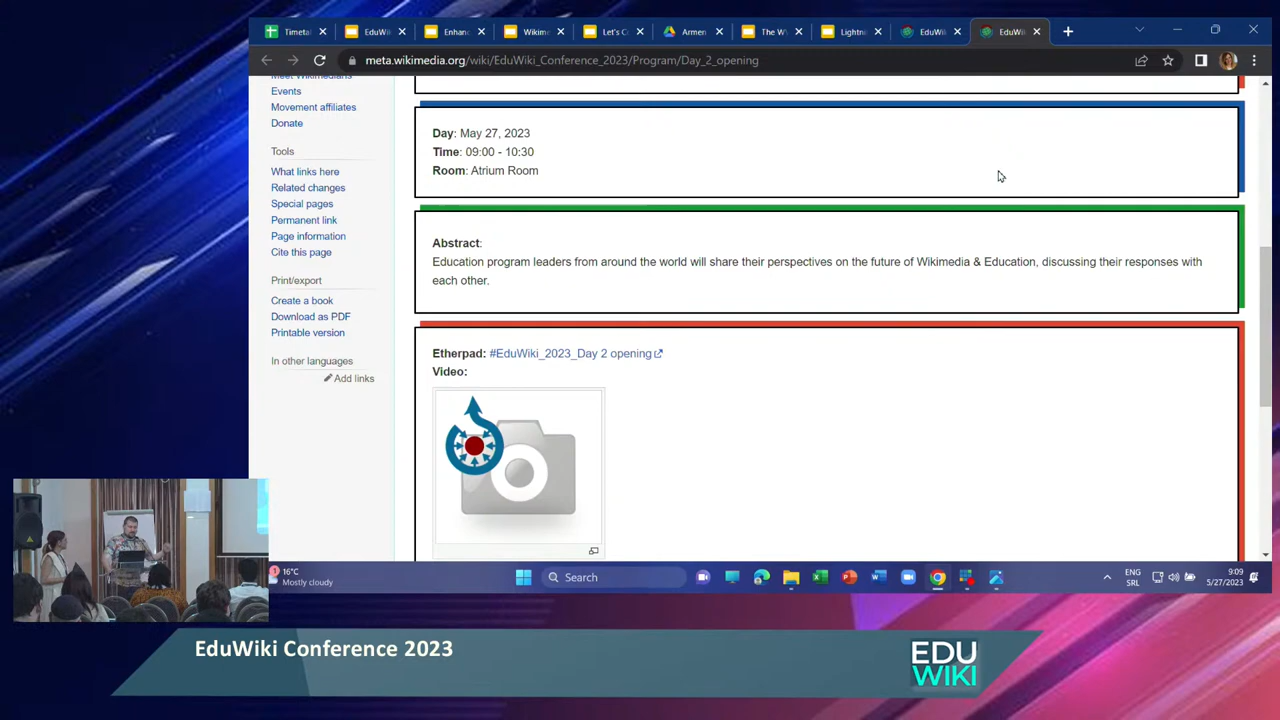 Timetal
EduWi
Enhanc
Wikime
Let's C
Armen
The W
Lightni
EduWi
EduWi
meta.wikimedia.org/wiki/EduWiki_Conference_2023/Program/Day_2_opening
Meet Wikimedians
Events
Movement affiliates
Donate
Tools
What links here
Related changes
Special pages
Permanent link
Page information
Cite this page
Print/export
Create a book
Download as PDF
Printable version
In other languages
Add links
Day: May 27, 2023
Time: 09:00 - 10:30
Room: Atrium Room
Abstract:
Education program leaders from around the world will share their perspectives on the future of Wikimedia & Education, discussing their responses with
each other.
Etherpad: #EduWiki_2023_Day 2 opening
Video:
1
16°C
Mostly cloudy
Search
ENG
SRL
9:09
5/27/2023
EduWiki Conference 2023
EDU
WIKI